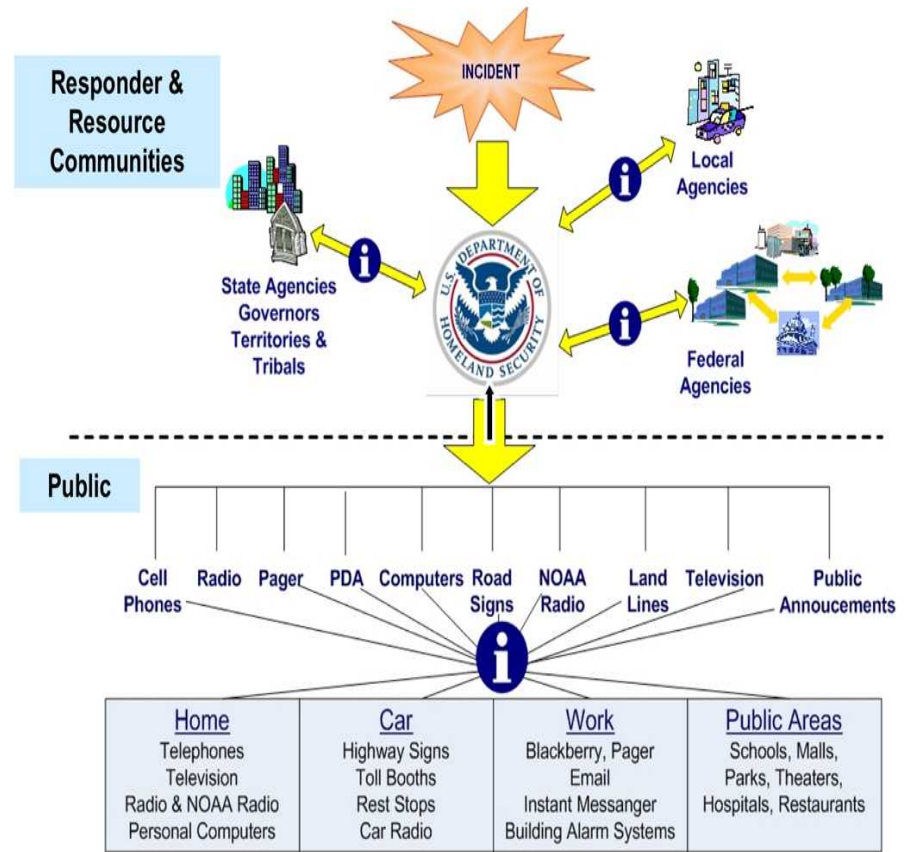 INCIDENT
Responder &
Resource
Communities
Local
Agencies
State Agencies
Governors
Territories &
Tribals
U.S. DEPARTMENT OF
HOMELAND SECURITY
Federal
Agencies
Public
Cell
Phones
Radio
Pager
PDA
Computers
Road
Signs
NOAA
Radio
Land
Lines
Television
Public
Annoucements
i
i
i
i
Home
Telephones
Television
Radio & NOAA Radio
Personal Computers
Car
Highway Signs
Toll Booths
Rest Stops
Car Radio
Work
Blackberry, Pager
Email
Instant Messanger
Building Alarm Systems
Public Areas
Schools, Malls,
Parks, Theaters,
Hospitals, Restaurants